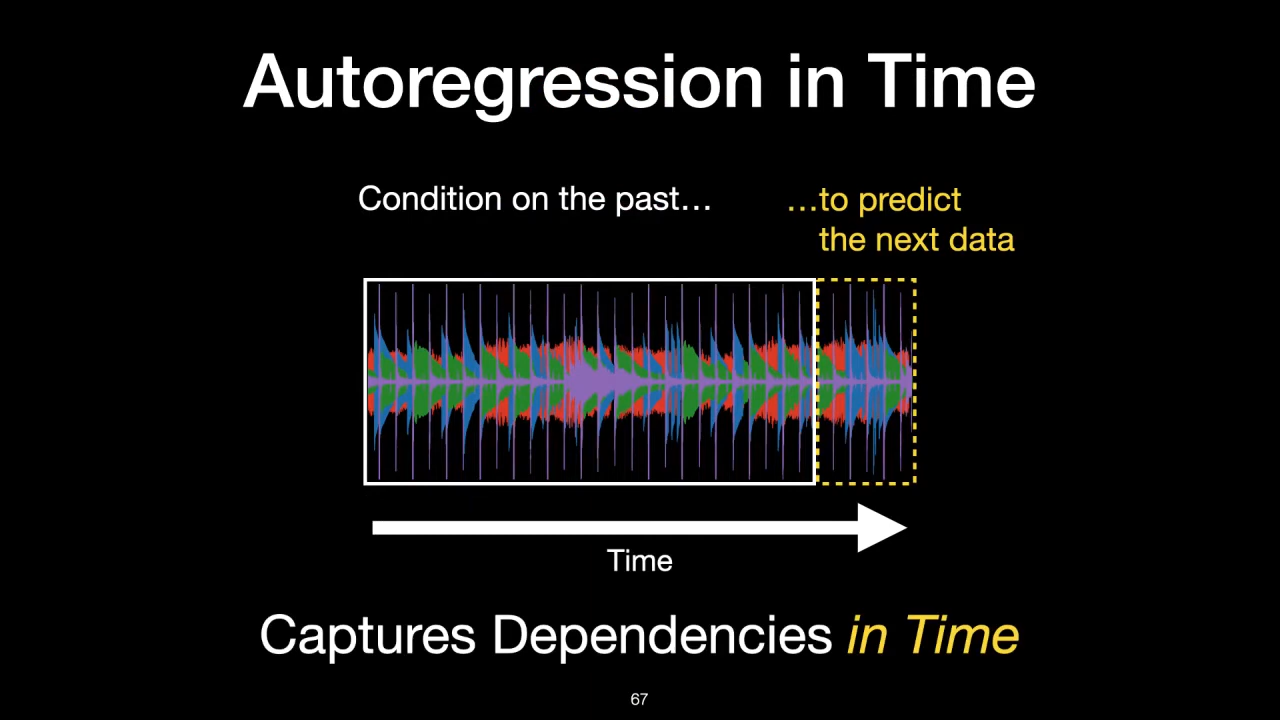 Autoregression in Time
Condition on the past…
…to predict
the next data
Time
Captures Dependencies in Time
67